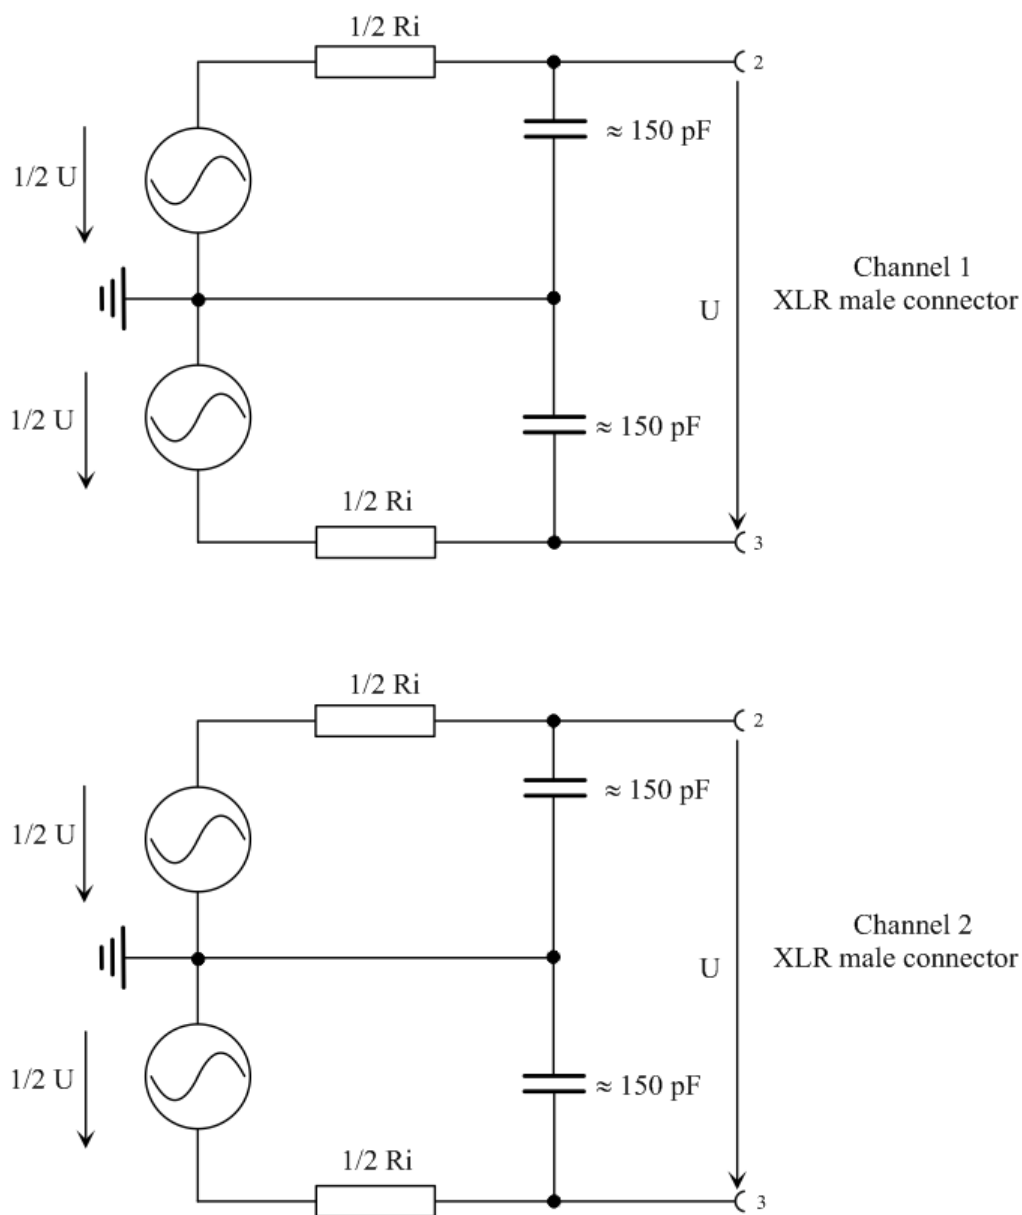 1/2 Ri
2
≈ 150 pF
1/2 U
Channel 1
XLR male connector
U
1/2 U
≈ 150 pF
1/2 Ri
3
1/2 Ri
2
≈ 150 pF
1/2 U
Channel 2
XLR male connector
U
1/2 U
≈ 150 pF
1/2 Ri
3